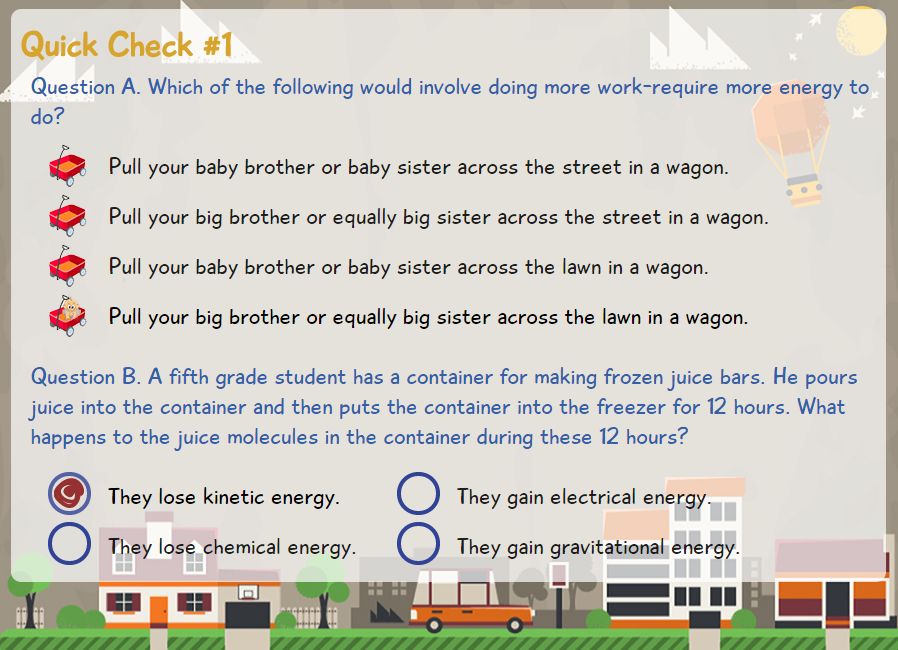 Quick Check #1
Question A. Which of the following would involve doing more work-require more energy to
do?
Pull your baby brother or baby sister across the street in a wagon.
Pull your big brother or equally big sister across the street in a wagon.
Pull your baby brother or baby sister across the lawn in a wagon.
Pull your big brother or equally big sister across the lawn in a wagon.
Question B. A fifth grade student has a container for making frozen juice bars. He pours
juice into the container and then puts the container into the freezer for 12 hours. What
happens to the juice molecules in the container during these 12 hours?
They lose kinetic energy.
They gain electrical energy.
They lose chemical energy.
They gain gravitational energy.